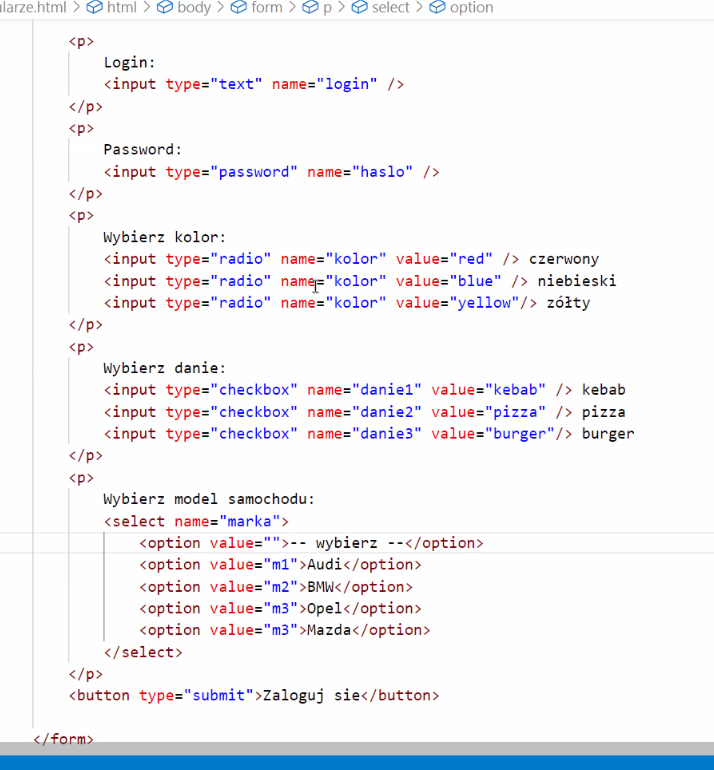 larze.html > html > body > form > p > select > option
<p>
Login:
<input type="text" name="login" />
</p>
<p>
Password:
<input type="password" name="haslo" />
</p>
<p>
Wybierz kolor:
<input type="radio" name="kolor" value="red" /> czerwony
<input type="radio" name="kolor" value="blue" /> niebieski
<input type="radio" name="kolor" value="yellow"/> zółty
</p>
<p>
Wybierz danie:
<input type="checkbox" name="danie1" value="kebab" /> kebab
<input type="checkbox" name="danie2" value="pizza" /> pizza
<input type="checkbox" name="danie3" value="burger"/> burger
</p>
<p>
Wybierz model samochodu:
<select name="marka">
<option value="">-- wybierz --</option>
<option value="m1">Audi</option>
<option value="m2">BMW</option>
<option value="m3">Opel</option>
<option value="m3">Mazda</option>
</select>
</p>
<button type="submit">Zaloguj sie</button>
</form>